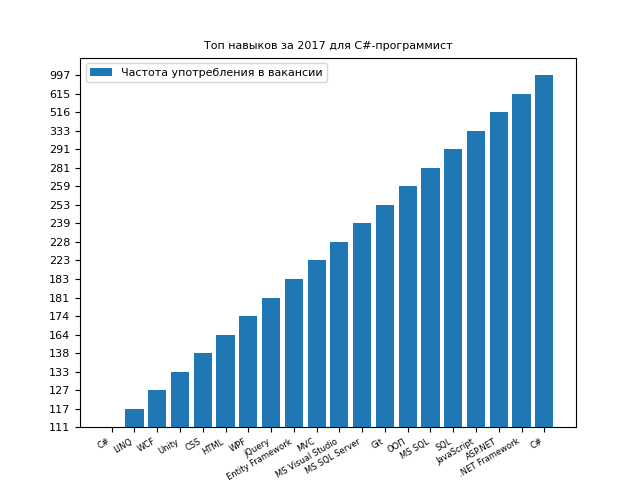 Топ навыков за 2017 для C#-программист
Частота употребления в вакансии
997
615
516
333
291
281
259
253
239
228
223
183
181
174
164
138
133
127
117
111
C#
LINQ
WCF
Unity
CSS
HTML
WPF
jQuery
Entity Framework
MVC
MS Visual Studio
MS SQL Server
Git
ООП
MS SQL
SQL
JavaScript
ASP.NET
.NET Framework
C#